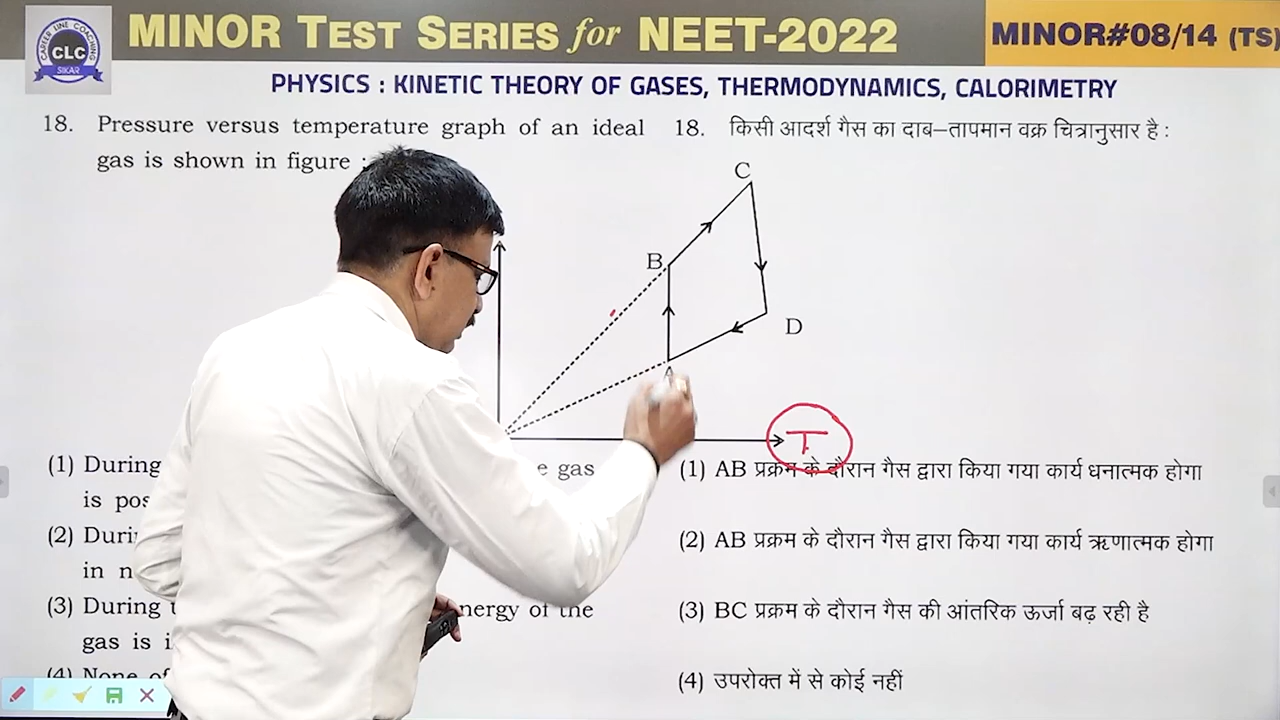 CAREER LINE COACHING
CLC
SIKAR
MINOR TEST SERIES for NEET-2022
MINOR#08/14 (TS)
PHYSICS : KINETIC THEORY OF GASES, THERMODYNAMICS, CALORIMETRY
18. Pressure versus temperature graph of an ideal
gas is shown in figure :
18. किसी आदर्श गैस का दाब–तापमान वक्र चित्रानुसार है :
C
B
D
T
(1) During
e gas
is pos
(2) Duri
in n
(3) During
nergy of the
gas is i
(4) None of
(1) AB प्रक्रम के दौरान गैस द्वारा किया गया कार्य धनात्मक होगा
(2) AB प्रक्रम के दौरान गैस द्वारा किया गया कार्य ऋणात्मक होगा
(3) BC प्रक्रम के दौरान गैस की आंतरिक ऊर्जा बढ़ रही है
(4) उपरोक्त में से कोई नहीं